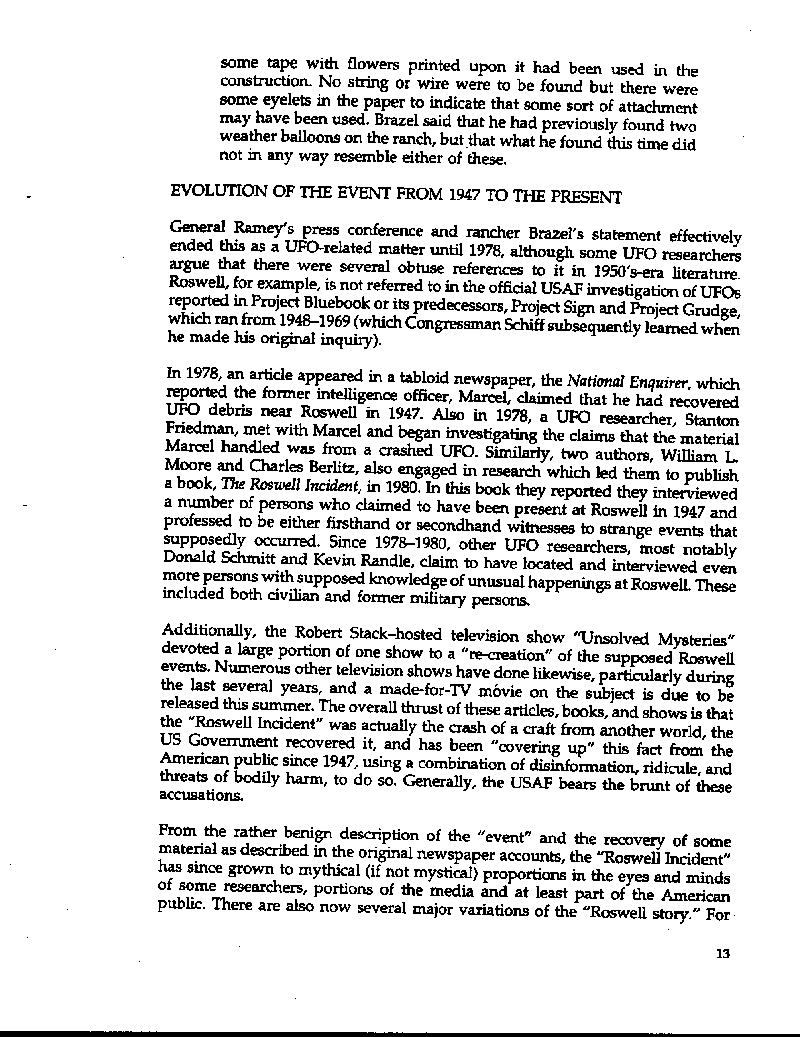 some tape with flowers printed upon it had been used in the
construction. No string or wire were to be found but there were
some eyelets in the paper to indicate that some sort of attachment
may have been used. Brazel said that he had previously found two
weather balloons on the ranch, but that what he found this time did
not in any way resemble either of these.
EVOLUTION OF THE EVENT FROM 1947 TO THE PRESENT
General Ramey's press conference and rancher Brazel's statement effectively
ended this as a UFO-related matter until 1978, although some UFO researchers
argue that there were several obtuse references to it in 1950's-era literature.
Roswell, for example, is not referred to in the official USAF investigation of UFOs
reported in Project Bluebook or its predecessors, Project Sign and Project Grudge,
which ran from 1948–1969 (which Congressman Schiff subsequently learned when
he made his original inquiry).
In 1978, an article appeared in a tabloid newspaper, the National Enquirer, which
reported the former intelligence officer, Marcel, claimed that he had recovered
UFO debris near Roswell in 1947. Also in 1978, a UFO researcher, Stanton
Friedman, met with Marcel and began investigating the claims that the material
Marcel handled was from a crashed UFO. Similarly, two authors, William L.
Moore and Charles Berlitz, also engaged in research which led them to publish
a book, The Roswell Incident, in 1980. In this book they reported they interviewed
a number of persons who claimed to have been present at Roswell in 1947 and
professed to be either firsthand or secondhand witnesses to strange events that
supposedly occurred. Since 1978–1980, other UFO researchers, most notably
Donald Schmitt and Kevin Randle, claim to have located and interviewed even
more persons with supposed knowledge of unusual happenings at Roswell. These
included both civilian and former military persons.
Additionally, the Robert Stack–hosted television show "Unsolved Mysteries"
devoted a large portion of one show to a "re-creation" of the supposed Roswell
events. Numerous other television shows have done likewise, particularly during
the last several years, and a made-for-TV movie on the subject is due to be
released this summer. The overall thrust of these articles, books, and shows is that
the "Roswell Incident" was actually the crash of a craft from another world, the
US Government recovered it, and has been "covering up" this fact from the
American public since 1947, using a combination of disinformation, ridicule, and
threats of bodily harm, to do so. Generally, the USAF bears the brunt of these
accusations.
From the rather benign description of the "event" and the recovery of some
material as described in the original newspaper accounts, the "Roswell Incident"
has since grown to mythical (if not mystical) proportions in the eyes and minds
of some researchers, portions of the media and at least part of the American
public. There are also now several major variations of the "Roswell story." For
13